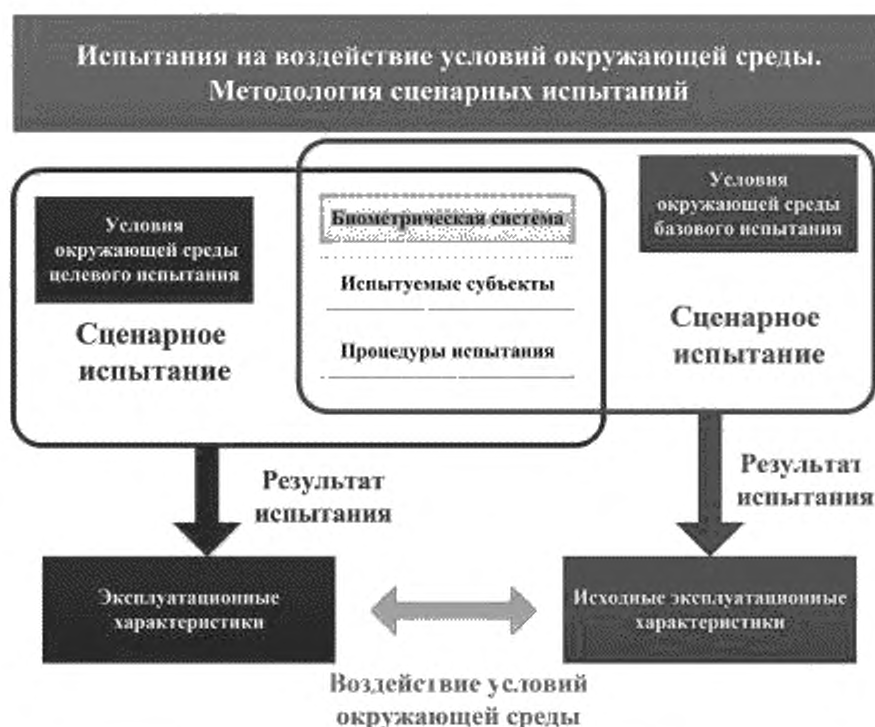 Испытания на воздействие условий окружающей среды.
Методология сценарных испытаний
Условия
окружающей среды
целевого испытания
Сценарное
испытание
Биометрическая система
Испытуемые субъекты
Процедуры испытания
Условия
окружающей среды
базового испытания
Сценарное
испытание
Результат
испытания
Результат
испытания
Эксплуатационные
характеристики
Исходные эксплуатационные
характеристики
Воздействие условий
окружающей среды